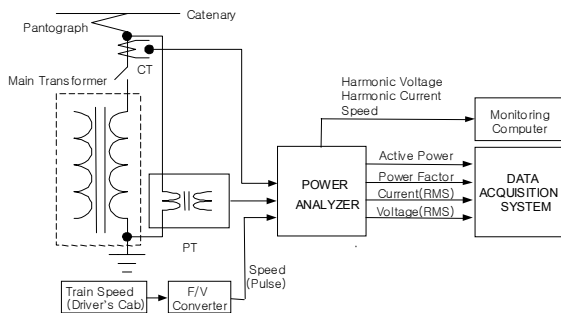 Catenary
Pantograph
CT
Main Transformer
Harmonic Voltage
Harmonic Current
Speed
Monitoring
Computer
POWER
ANALYZER
Active Power
Power Factor
Current(RMS)
Voltage(RMS)
DATA
ACQUISITION
SYSTEM
PT
Speed
(Pulse)
Train Speed
(Driver's Cab)
F/V
Converter